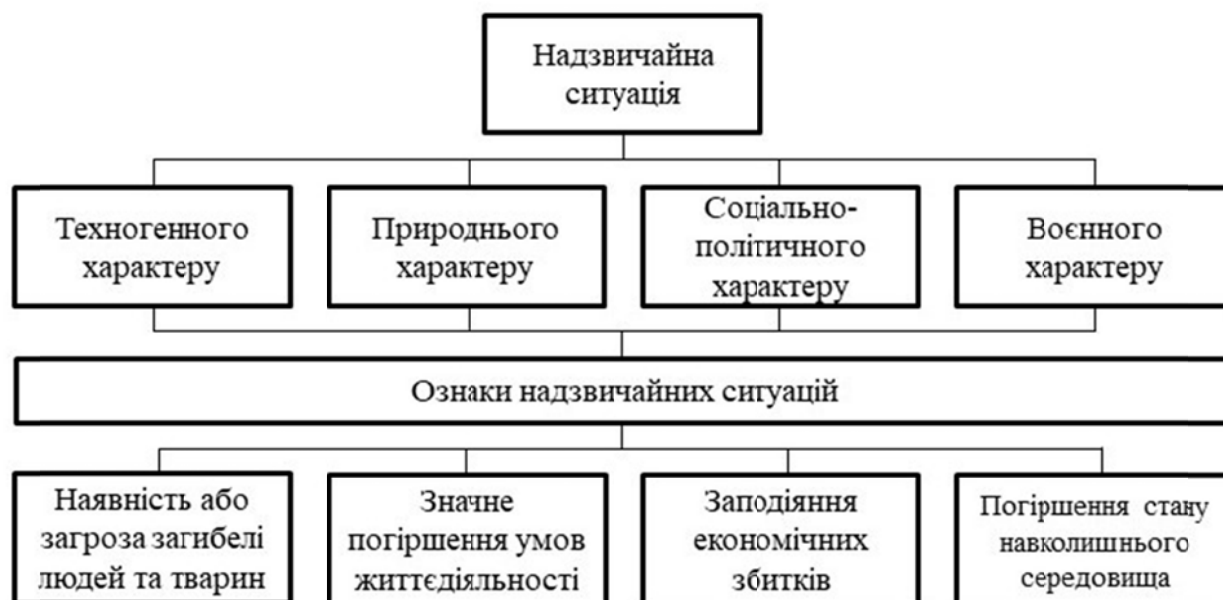 Надзвичайна
ситуація
Техногенного
характеру
Природнього
характеру
Соціально-
політичного
характеру
Воєнного
характеру
Ознаки надзвичайних ситуацій
Наявність або
загроза загибелі
людей та тварин
Значне
погіршення умов
життєдіяльності
Заподіяння
економічних
збитків
Погіршення стану
навколишнього
середовища